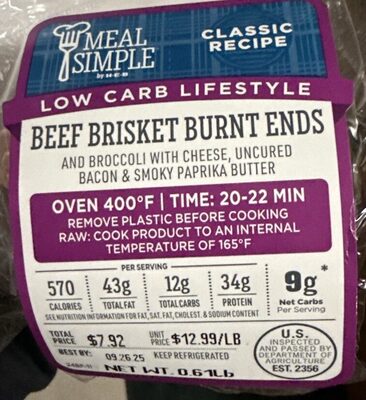 MEAL
SIMPLE
by H-E-B
CLASSIC
RECIPE
LOW CARB LIFESTYLE
BEEF BRISKET BURNT ENDS
AND BROCCOLI WITH CHEESE, UNCURED
BACON & SMOKY PAPRIKA BUTTER
OVEN 400°F | TIME: 20-22 MIN
REMOVE PLASTIC BEFORE COOKING
RAW: COOK PRODUCT TO AN INTERNAL
TEMPERATURE OF 165°F
PER SERVING
570 43g 12g 34g 9g*
CALORIES TOTAL FAT TOTAL CARBS PROTEIN Net Carbs
Per Serving
SEE NUTRITION INFORMATION FOR FAT, SAT. FAT, CHOLEST. & SODIUM CONTENT
TOTAL PRICE $7.92 UNIT PRICE $12.99/LB
BEST BY: 09.26.25 KEEP REFRIGERATED
NET WT. 0.61Lb
U.S.
INSPECTED
AND PASSED BY
DEPARTMENT OF
AGRICULTURE
EST. 2356